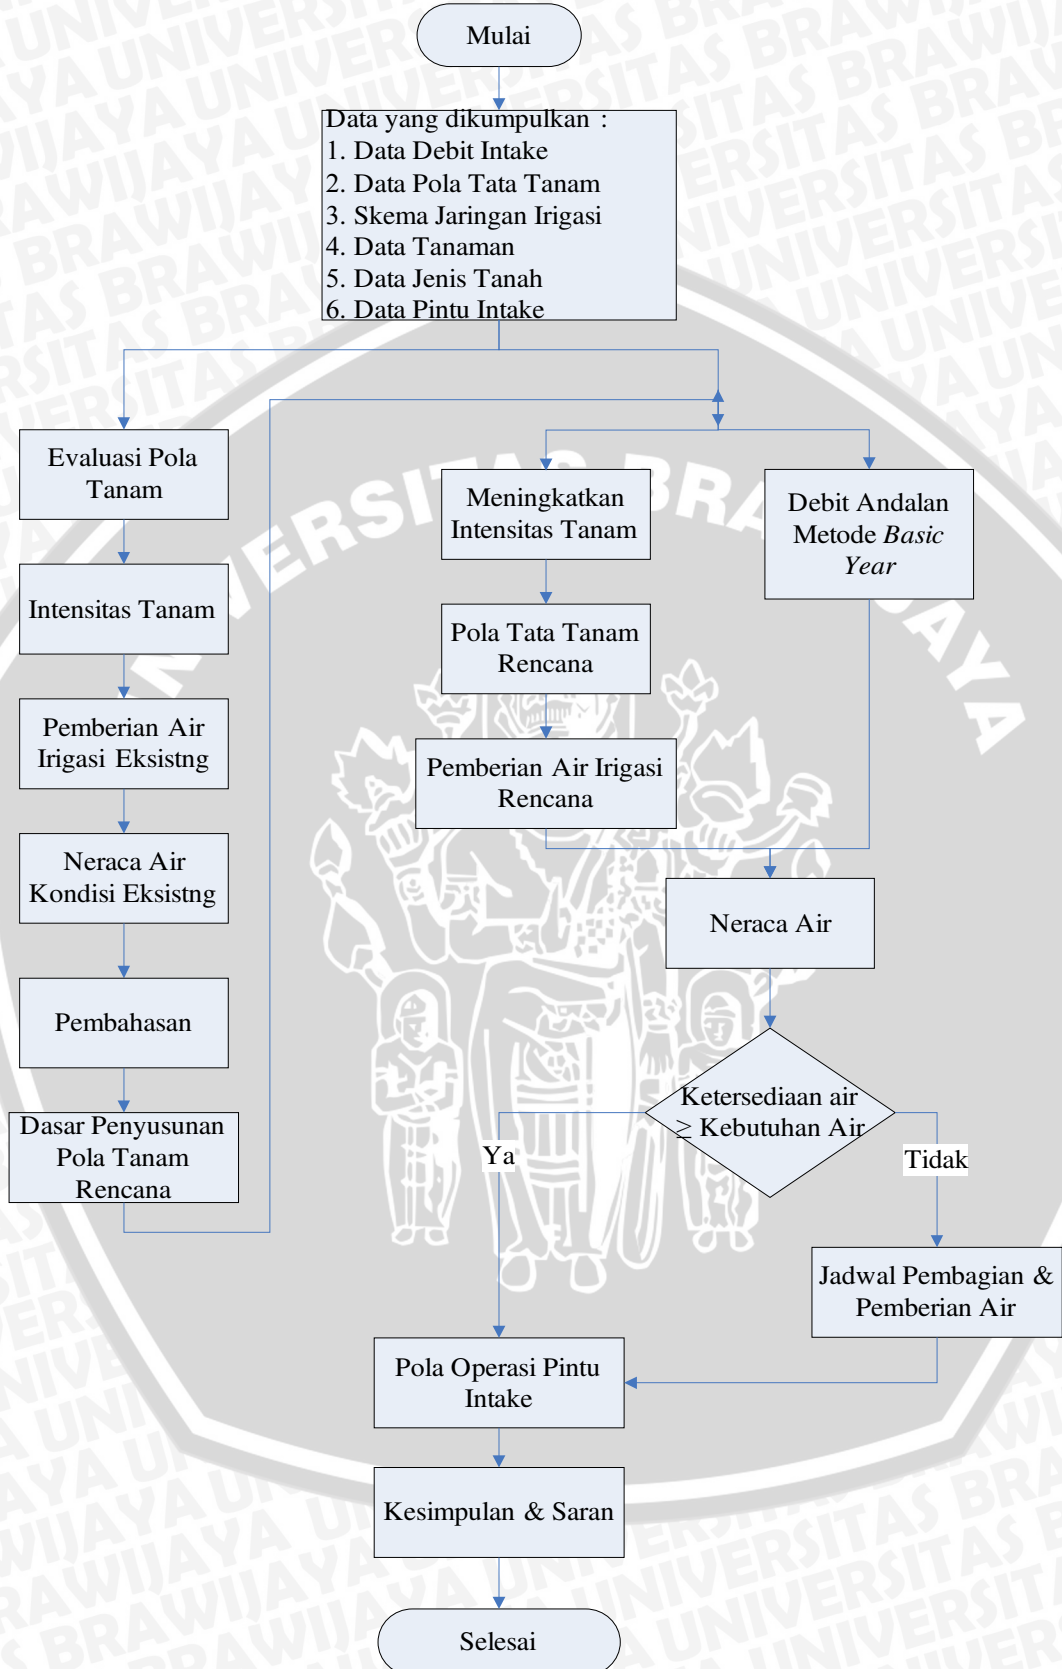 Mulai
Data yang dikumpulkan :
1. Data Debit Intake
2. Data Pola Tata Tanam
3. Skema Jaringan Irigasi
4. Data Tanaman
5. Data Jenis Tanah
6. Data Pintu Intake
Evaluasi Pola
Tanam
Intensitas Tanam
Pemberian Air
Irigasi Eksistng
Neraca Air
Kondisi Eksistng
Pembahasan
Dasar Penyusunan
Pola Tanam
Rencana
Meningkatkan
Intensitas Tanam
Pola Tata Tanam
Rencana
Pemberian Air Irigasi
Rencana
Debit Andalan
Metode Basic
Year
Neraca Air
Ketersediaan air
≥ Kebutuhan Air
Ya
Tidak
Jadwal Pembagian &
Pemberian Air
Pola Operasi Pintu
Intake
Kesimpulan & Saran
Selesai